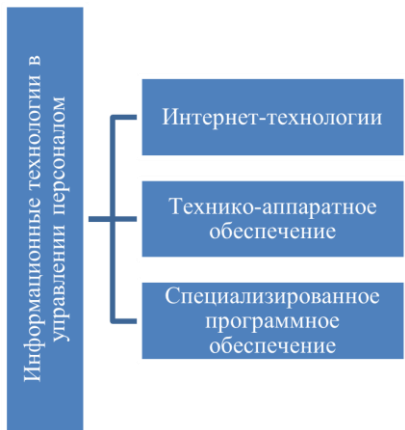 Информационные технологии в
управлении персоналом
Интернет-технологии
Технико-аппаратное
обеспечение
Специализированное
программное
обеспечение